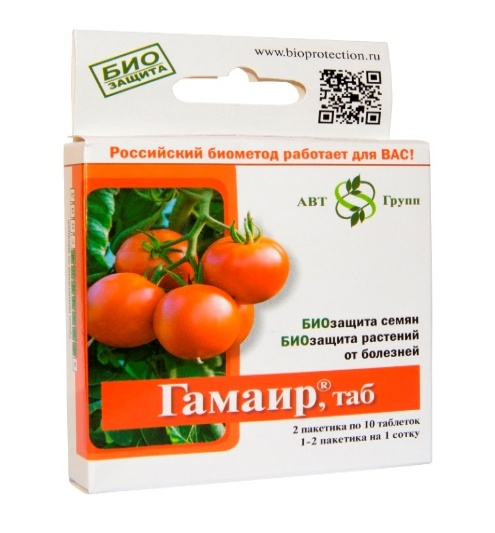 БИО
ЗАЩИТА
www.bioprotection.ru
Российский биометод работает для ВАС!
АВТ Групп
БИОзащита семян
БИОзащита растений
от болезней
Гамаир,® таб
2 пакетика по 10 таблеток
1-2 пакетика на 1 сотку